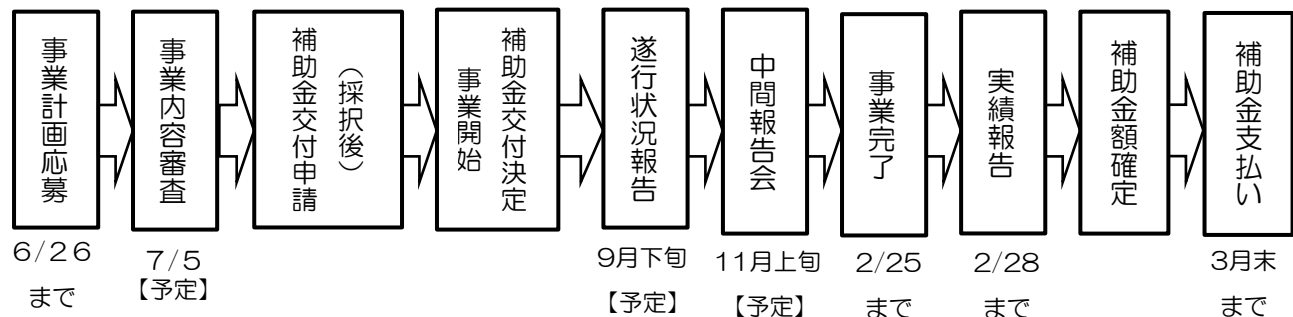 事業計画応募
事業内容審査
補助金交付申請
（採択後）
補助金交付決定
事業開始
遂行状況報告
中間報告会
事業完了
実績報告
補助金額確定
補助金支払い
６/２６
まで
７/５
【予定】
９月下旬
【予定】
11月上旬
【予定】
２/25
まで
２/28
まで
３月末
まで